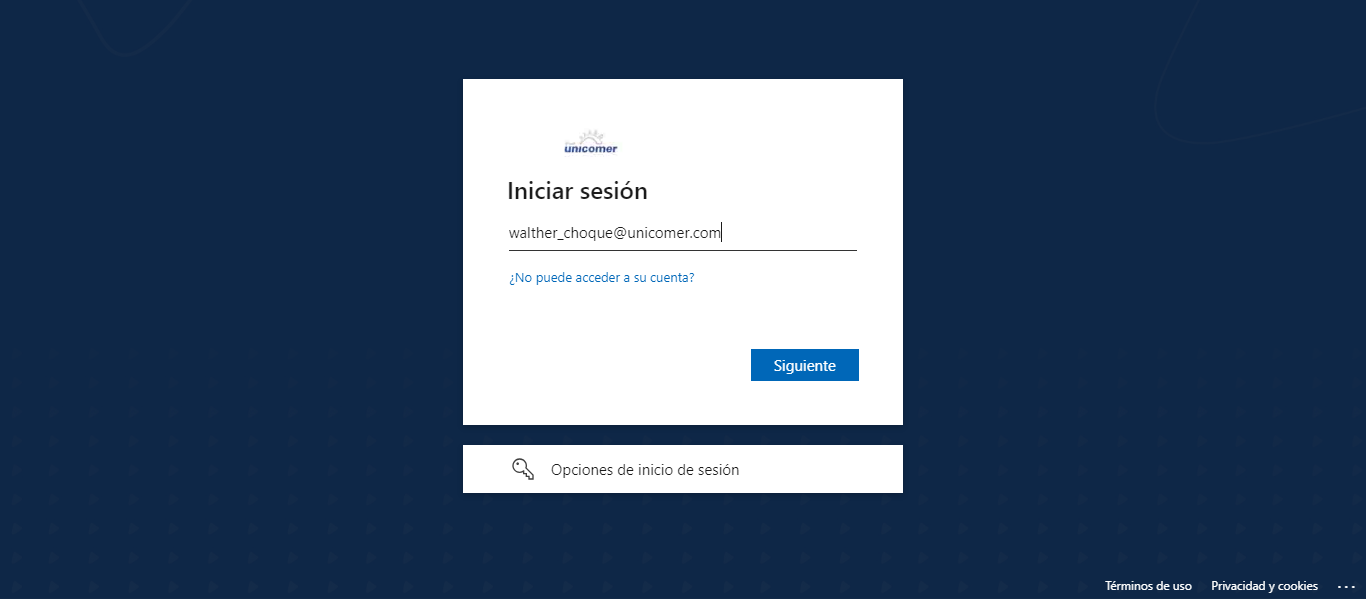 unicomer
Iniciar sesión
walther_choque@unicomer.com
¿No puede acceder a su cuenta?
Siguiente
Opciones de inicio de sesión
Términos de uso Privacidad y cookies ...